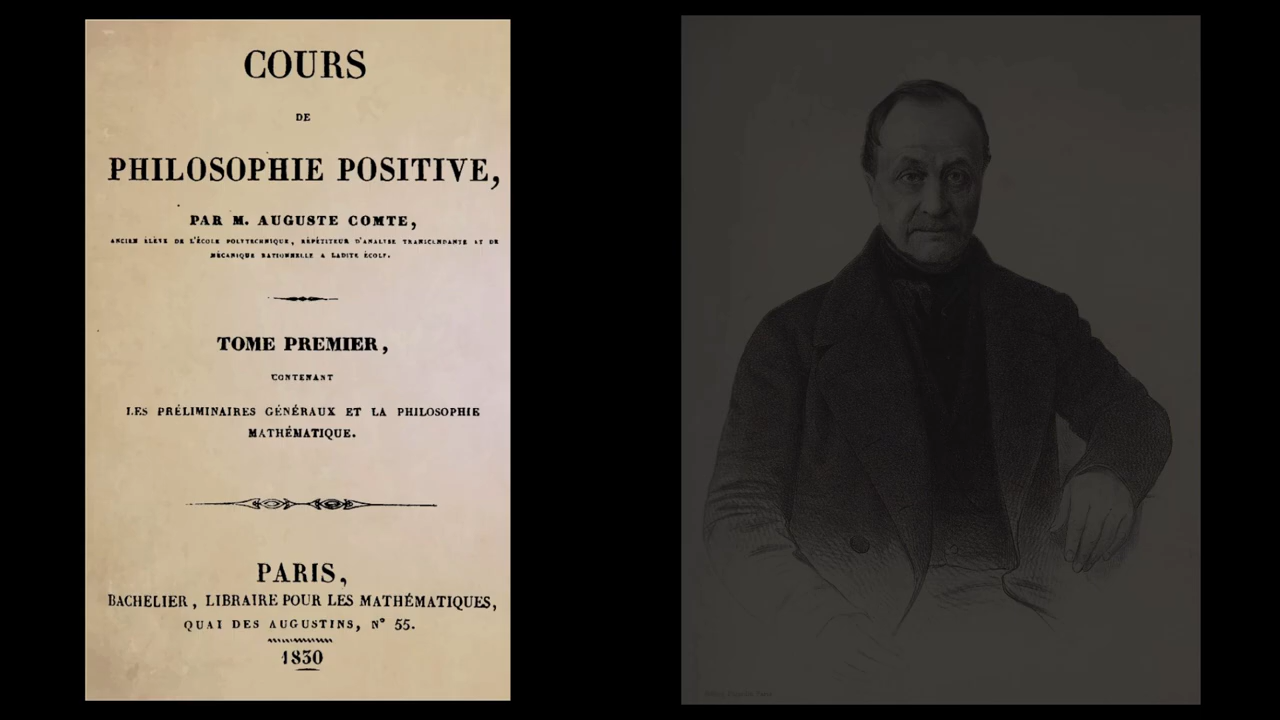 COURS
DE
PHILOSOPHIE POSITIVE,
PAR M. AUGUSTE COMTE,
ANCIEN ÉLÈVE DE L'ÉCOLE POLYTECHNIQUE, RÉPÉTITEUR D'ANALYSE TRANSCENDANTE ET DE
MÉCANIQUE RATIONNELLE A LADITE ÉCOLE.
TOME PREMIER,
CONTENANT
LES PRÉLIMINAIRES GÉNÉRAUX ET LA PHILOSOPHIE
MATHÉMATIQUE.
PARIS,
BACHELIER, LIBRAIRE POUR LES MATHÉMATIQUES,
QUAI DES AUGUSTINS, N° 55.
1830